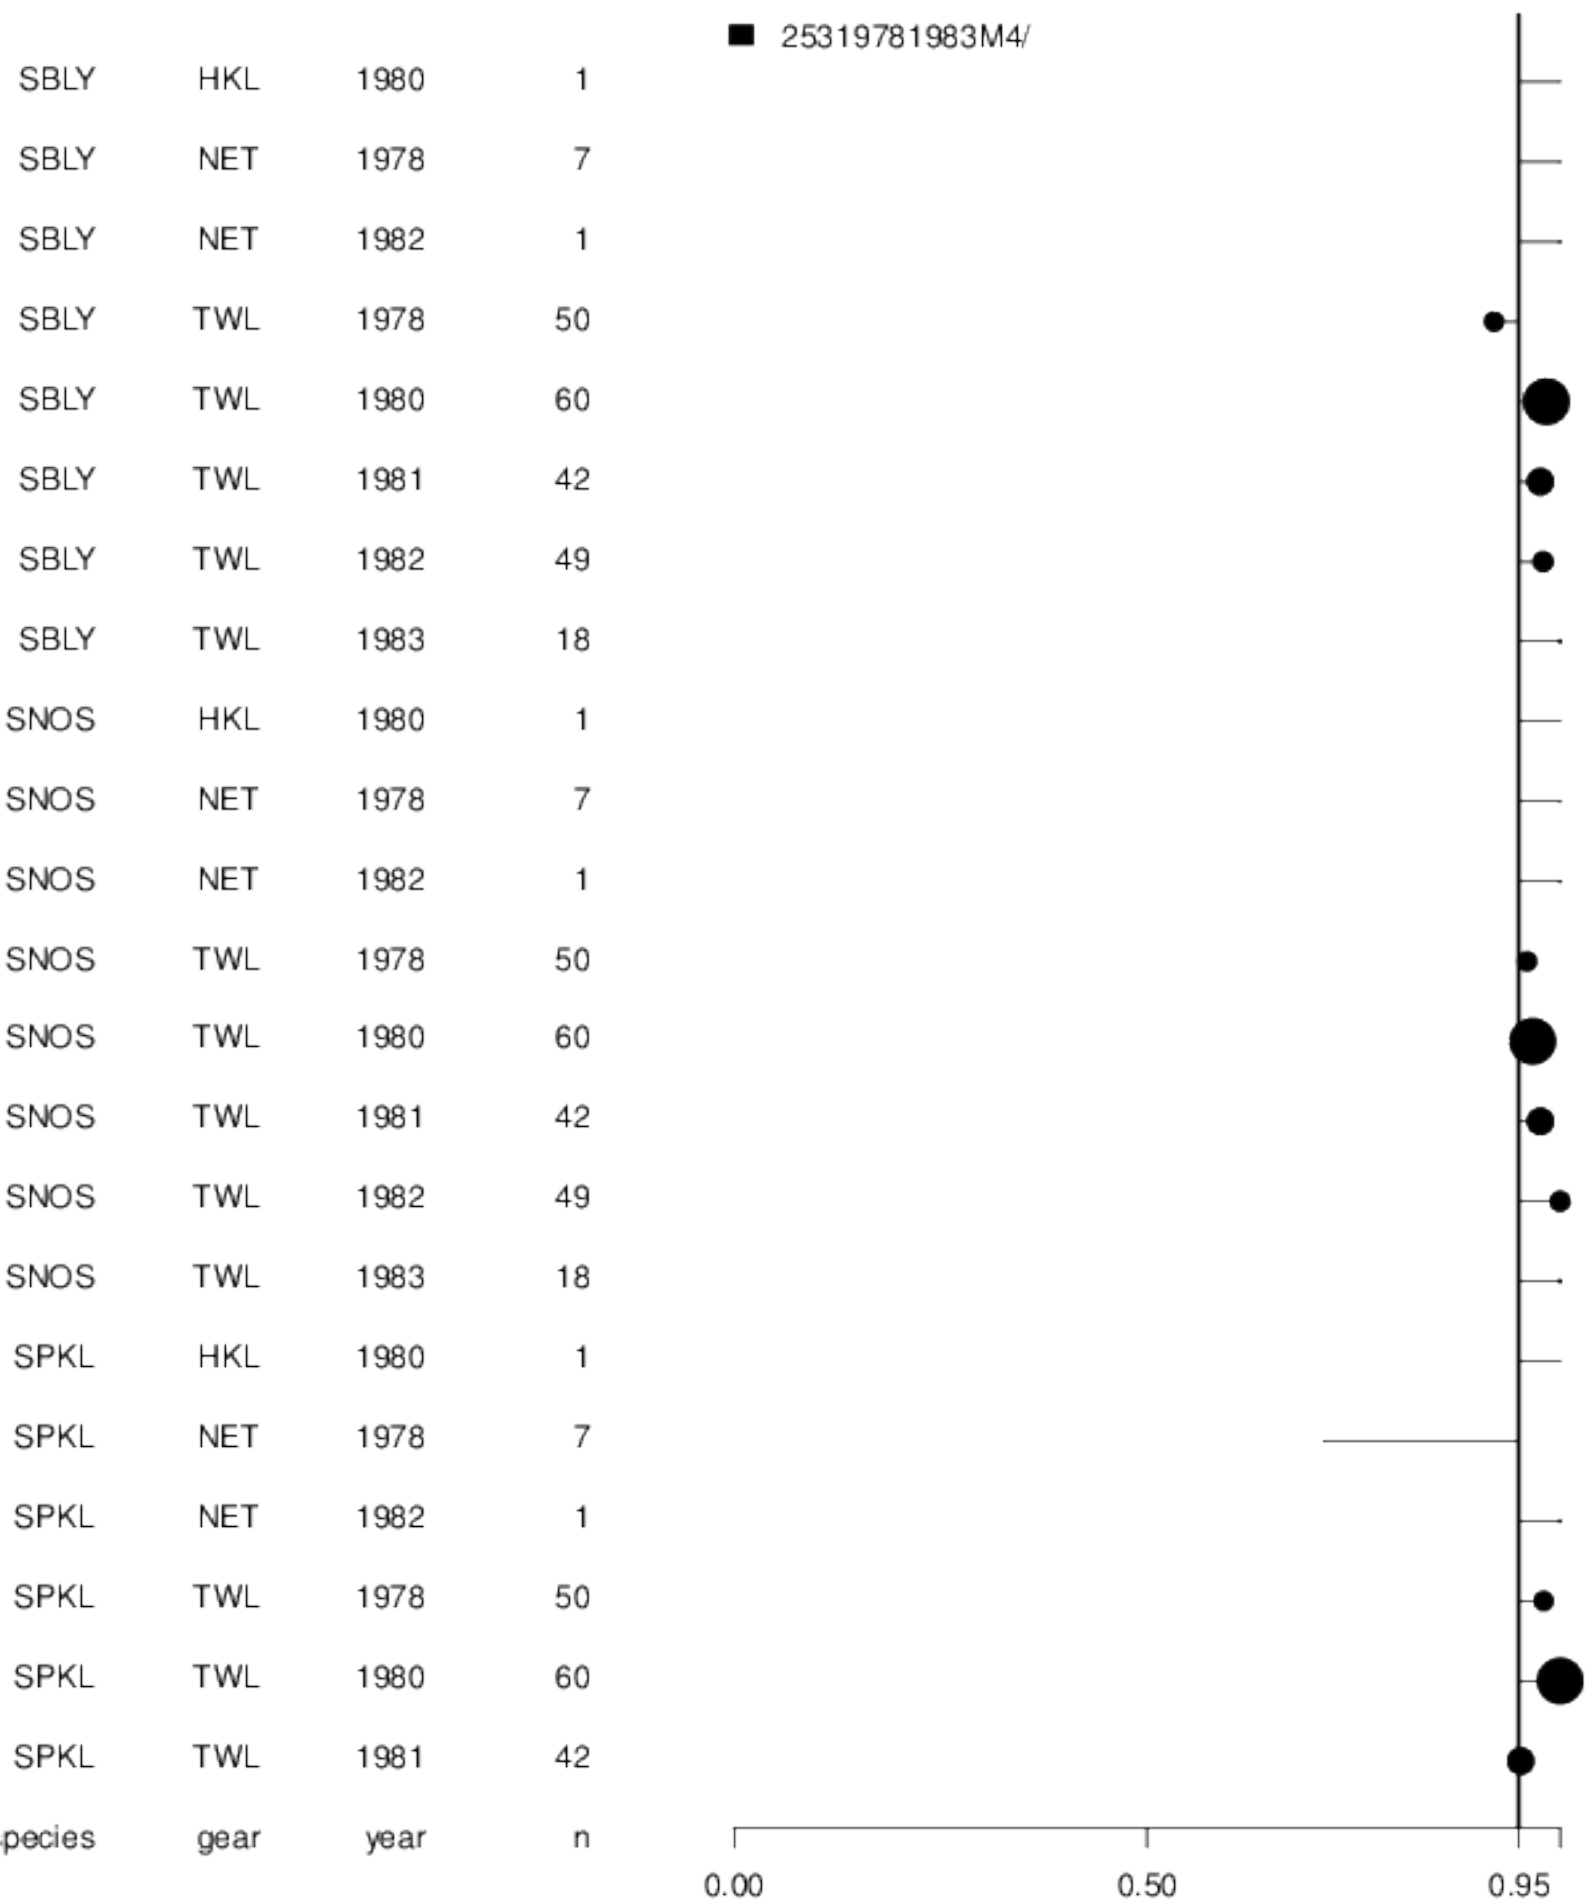 25319781983M4/
SBLY HKL 1980 1
SBLY NET 1978 7
SBLY NET 1982 1
SBLY TWL 1978 50
SBLY TWL 1980 60
SBLY TWL 1981 42
SBLY TWL 1982 49
SBLY TWL 1983 18
SNOS HKL 1980 1
SNOS NET 1978 7
SNOS NET 1982 1
SNOS TWL 1978 50
SNOS TWL 1980 60
SNOS TWL 1981 42
SNOS TWL 1982 49
SNOS TWL 1983 18
SPKL HKL 1980 1
SPKL NET 1978 7
SPKL NET 1982 1
SPKL TWL 1978 50
SPKL TWL 1980 60
SPKL TWL 1981 42
pecies gear year n
0.00 0.50 0.95